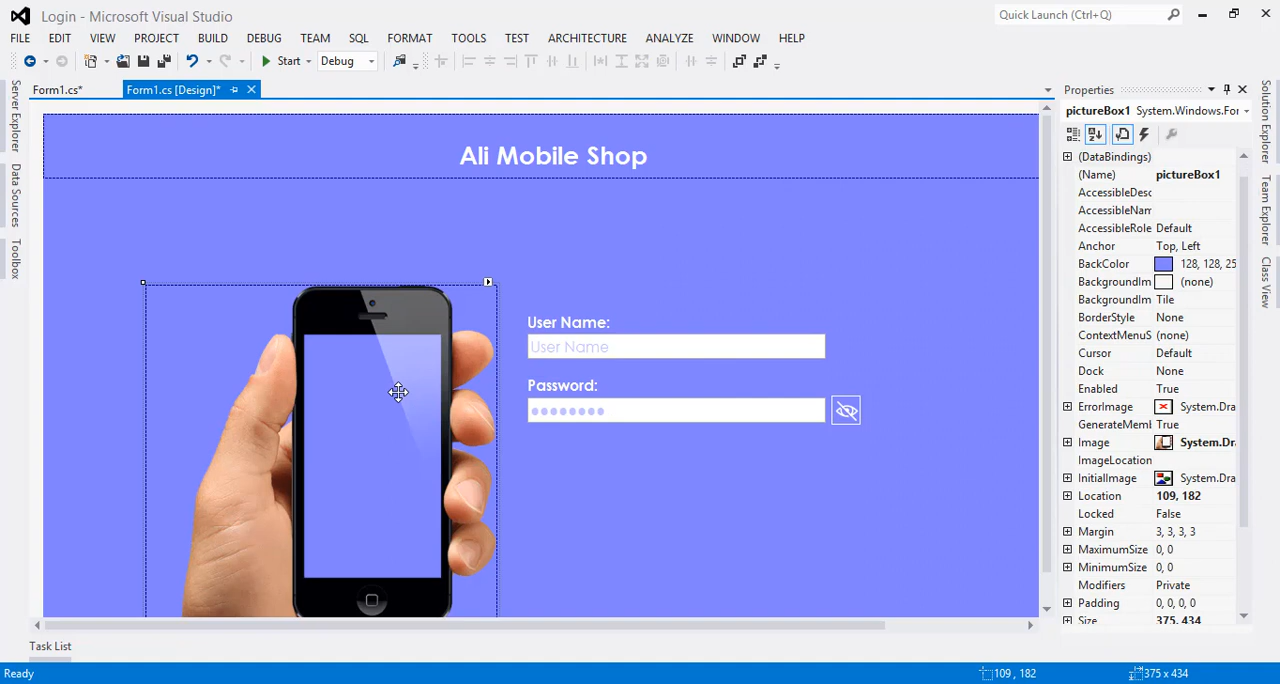 Login - Microsoft Visual Studio
Quick Launch (Ctrl+Q)
FILE EDIT VIEW PROJECT BUILD DEBUG TEAM SQL FORMAT TOOLS TEST ARCHITECTURE ANALYZE WINDOW HELP
Start Debug
Form1.cs* Form1.cs [Design]*
Properties
pictureBox1 System.Windows.For
(DataBindings)
(Name) pictureBox1
AccessibleDesc
AccessibleNam
AccessibleRole Default
Anchor Top, Left
BackColor 128, 128, 25
BackgroundIm (none)
BackgroundIm Tile
BorderStyle None
ContextMenuS (none)
Cursor Default
Dock None
Enabled True
ErrorImage System.Dra
GenerateMemb True
Image System.Dr
ImageLocation
InitialImage System.Dra
Location 109, 182
Locked False
Margin 3, 3, 3, 3
MaximumSize 0, 0
MinimumSize 0, 0
Modifiers Private
Padding 0, 0, 0, 0
Size 375, 434
Server Explorer
Data Sources
Toolbox
Solution Explorer
Team Explorer
Class View
Ali Mobile Shop
User Name:
User Name
Password:
Task List
Ready 109 , 182 375 x 434